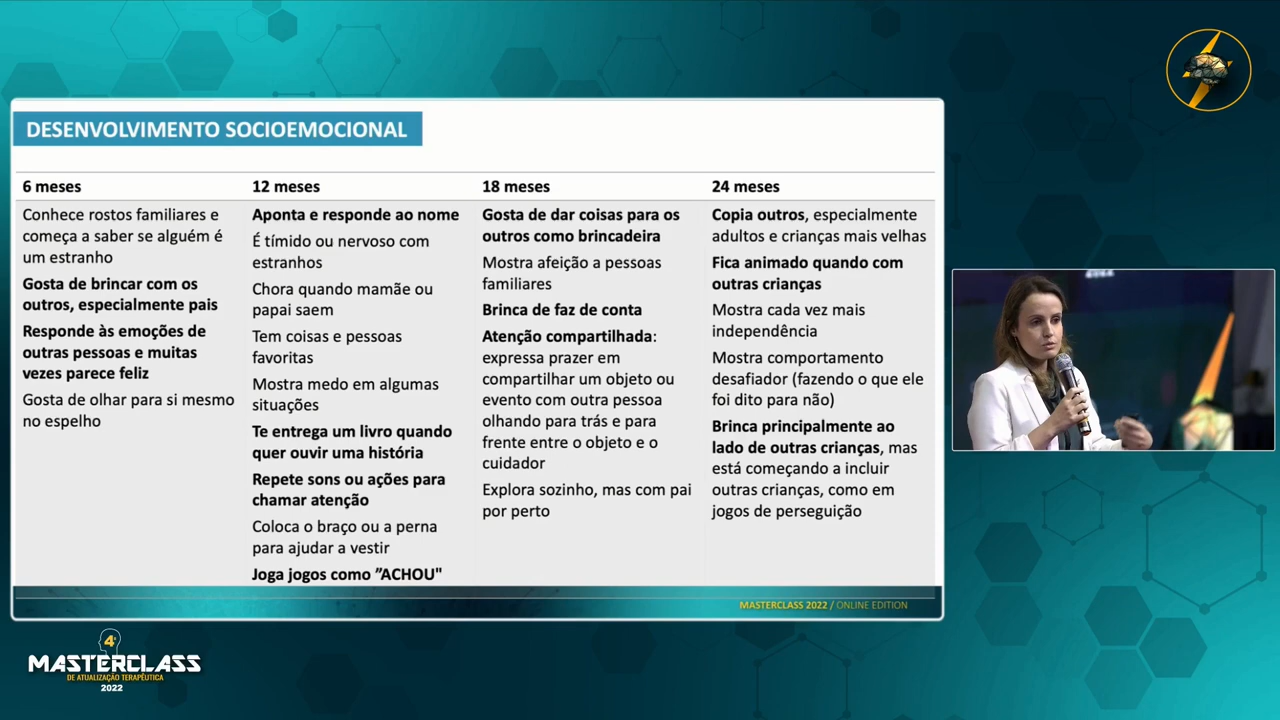 DESENVOLVIMENTO SOCIOEMOCIONAL
6 meses
Conhece rostos familiares e
começa a saber se alguém é
um estranho
Gosta de brincar com os
outros, especialmente pais
Responde às emoções de
outras pessoas e muitas
vezes parece feliz
Gosta de olhar para si mesmo
no espelho
12 meses
Aponta e responde ao nome
É tímido ou nervoso com
estranhos
Chora quando mamãe ou
papai saem
Tem coisas e pessoas
favoritas
Mostra medo em algumas
situações
Te entrega um livro quando
quer ouvir uma história
Repete sons ou ações para
chamar atenção
Coloca o braço ou a perna
para ajudar a vestir
Joga jogos como ”ACHOU"
18 meses
Gosta de dar coisas para os
outros como brincadeira
Mostra afeição a pessoas
familiares
Brinca de faz de conta
Atenção compartilhada:
expressa prazer em
compartilhar um objeto ou
evento com outra pessoa
olhando para trás e para
frente entre o objeto e o
cuidador
Explora sozinho, mas com pai
por perto
24 meses
Copia outros, especialmente
adultos e crianças mais velhas
Fica animado quando com
outras crianças
Mostra cada vez mais
independência
Mostra comportamento
desafiador (fazendo o que ele
foi dito para não)
Brinca principalmente ao
lado de outras crianças, mas
está começando a incluir
outras crianças, como em
jogos de perseguição
MASTERCLASS 2022 / ONLINE EDITION
4ª
MASTERCLASS
DE ATUALIZAÇÃO TERAPÊUTICA
2022